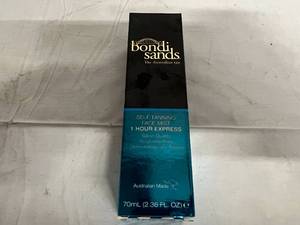 bondi
sands
The Australian tan
SELF TANNING
FACE MIST
1 HOUR EXPRESS
Australian Made
70mL (2.36 FL. OZ) ℮